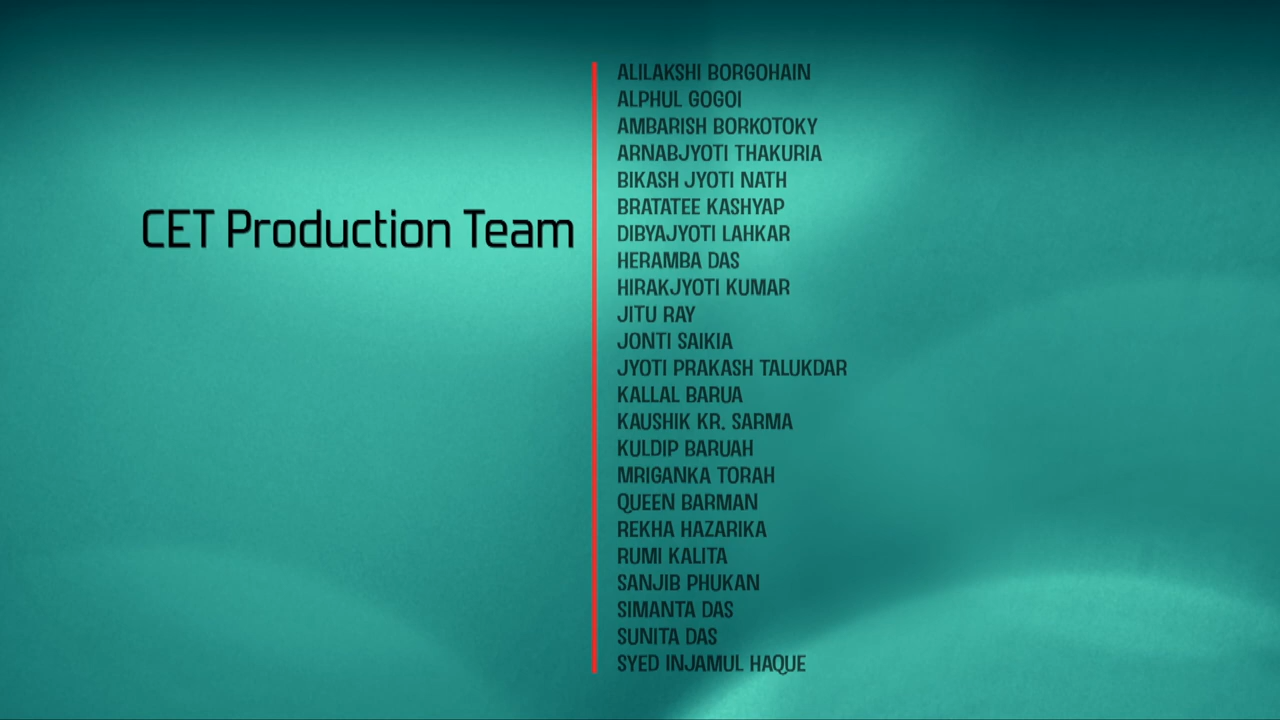 CET Production Team
ALILAKSHI BORGOHAIN
ALPHUL GOGOI
AMBARISH BORKOTOKY
ARNABJYOTI THAKURIA
BIKASH JYOTI NATH
BRATATEE KASHYAP
DIBYAJYOTI LAHKAR
HERAMBA DAS
HIRAKJYOTI KUMAR
JITU RAY
JONTI SAIKIA
JYOTI PRAKASH TALUKDAR
KALLAL BARUA
KAUSHIK KR. SARMA
KULDIP BARUAH
MRIGANKA TORAH
QUEEN BARMAN
REKHA HAZARIKA
RUMI KALITA
SANJIB PHUKAN
SIMANTA DAS
SUNITA DAS
SYED INJAMUL HAQUE